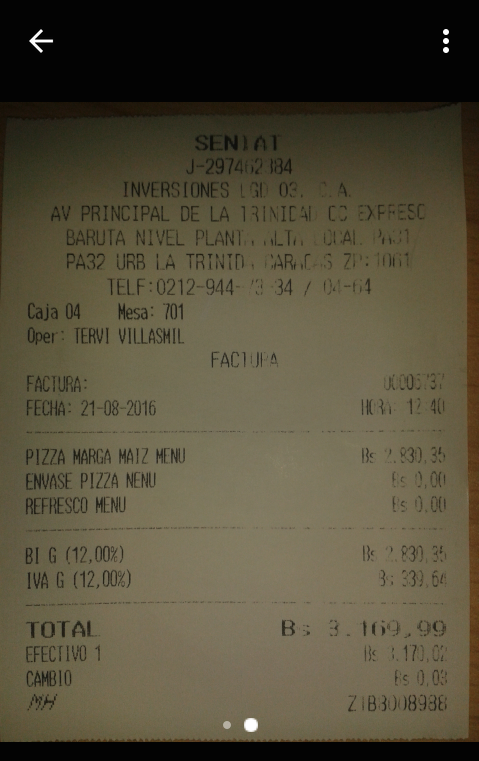 SENIAT
J-297462384
INVERSIONES LGD 03, C.A.
AV PRINCIPAL DE LA TRINIDAD CC EXPRESO
BARUTA NIVEL PLANTA ALTA LOCAL PA31/
PA32 URB LA TRINIDAD CARACAS ZP:1061
TELF:0212-944- / 04-64
Caja 04 Mesa: 701
Oper: TERVI VILLASMIL
FACTURA
FACTURA: 00006737
FECHA: 21-08-2016 HORA: 12:40
PIZZA MARGA MAIZ MENU Bs 2.830,35
ENVASE PIZZA NENU Bs 0,00
REFRESCO MENU Bs 0,00
BI G (12,00%) Bs 2.830,35
IVA G (12,00%) Bs 339,64
TOTAL Bs 3.169,99
EFECTIVO 1 Bs 3.170,02
CAMBIO Bs 0,03
MH Z1B3008988